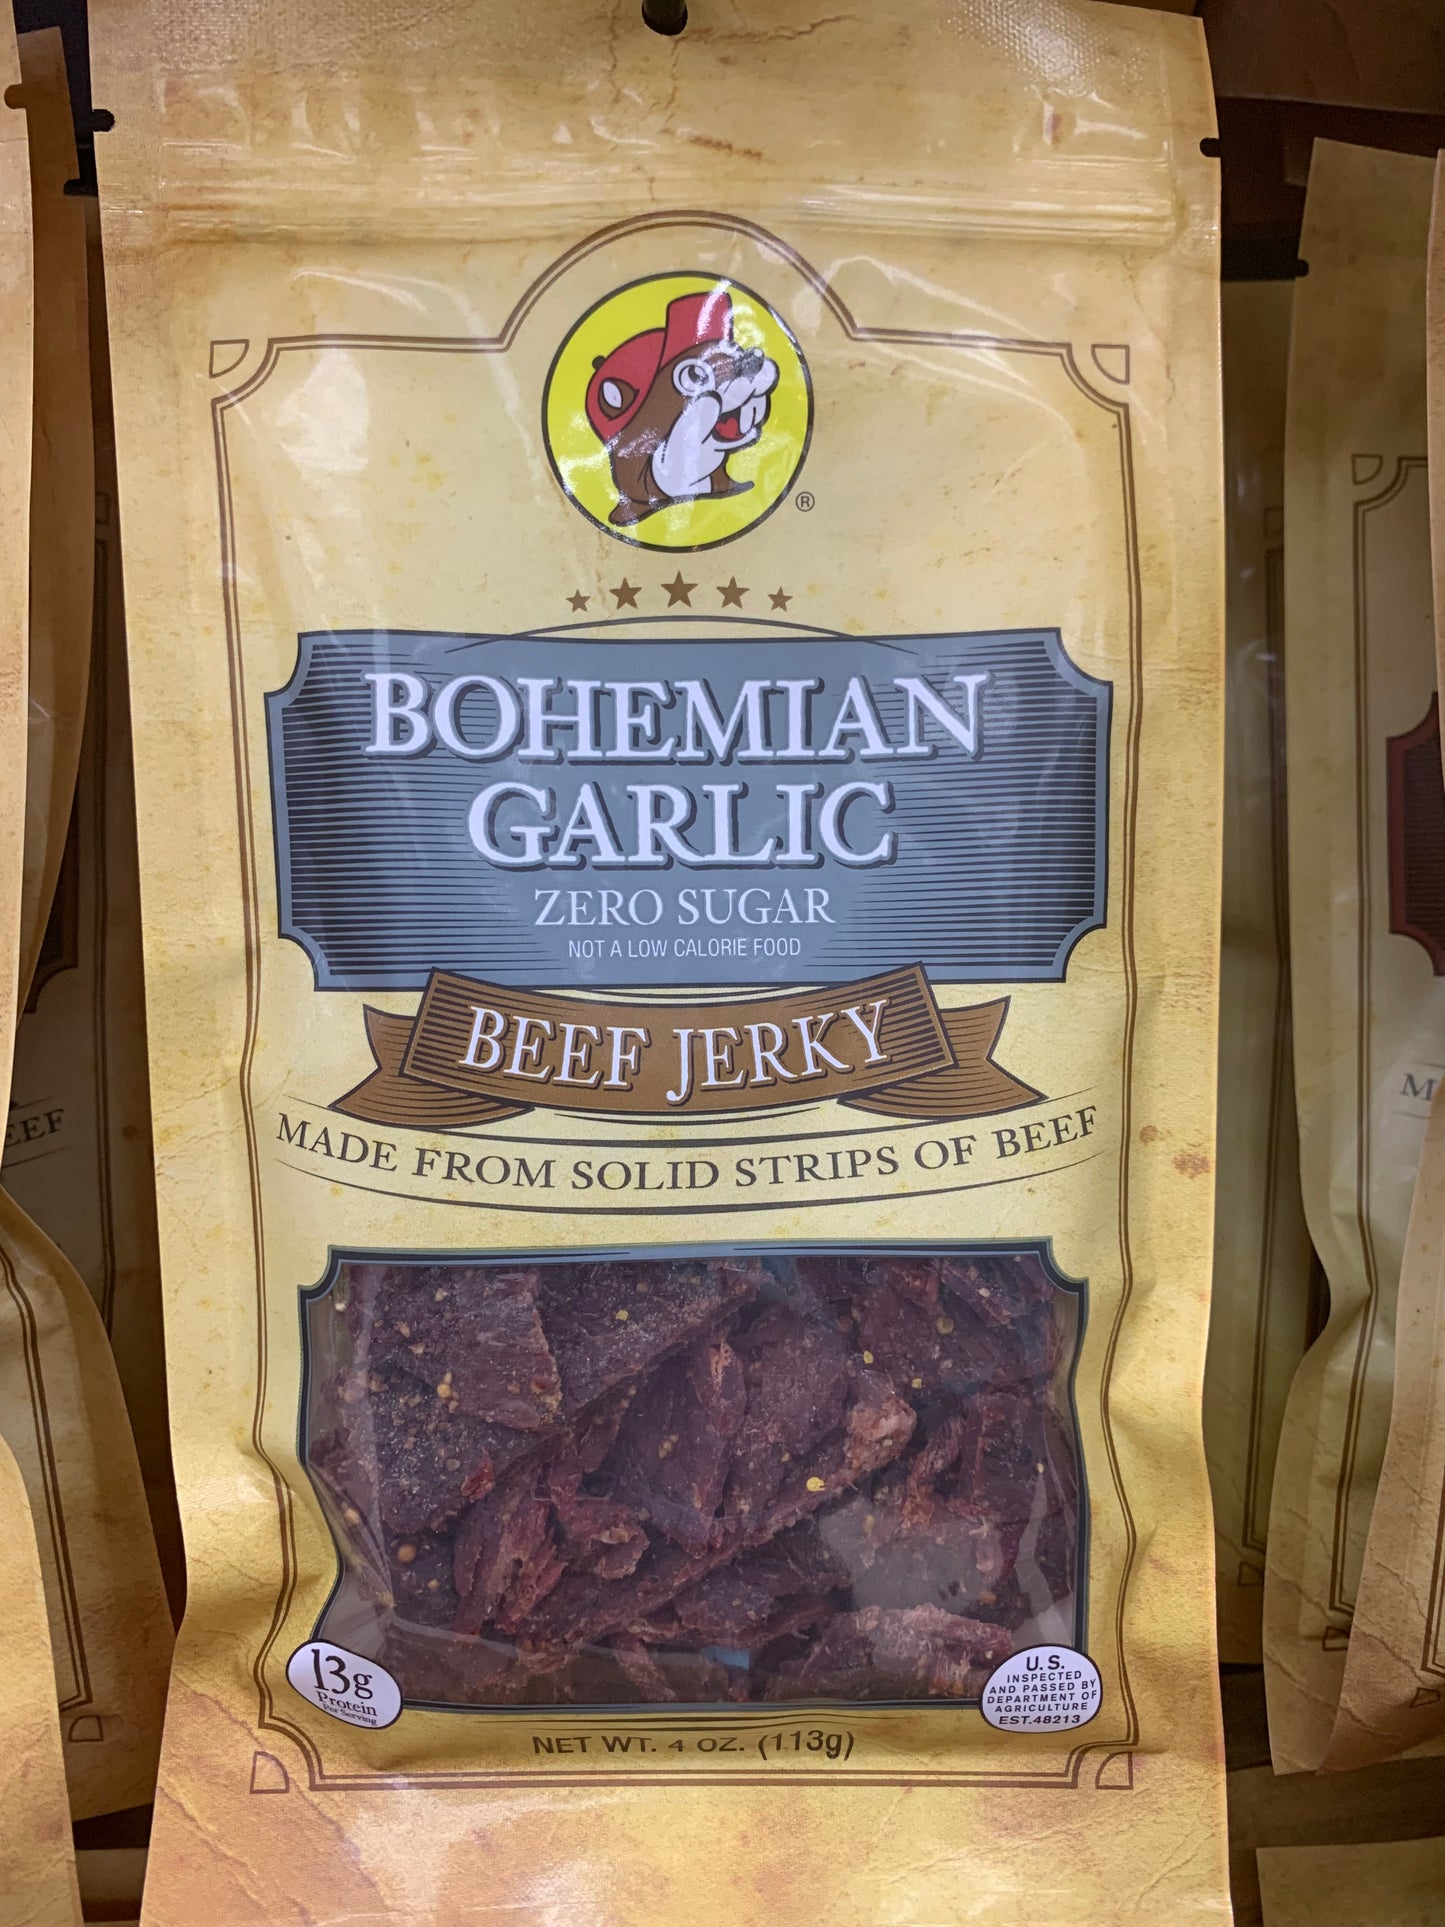 ®
BOHEMIAN
GARLIC
ZERO SUGAR
NOT A LOW CALORIE FOOD
BEEF JERKY
MADE FROM SOLID STRIPS OF BEEF
13g
Protein
Per Serving
U.S.
INSPECTED
AND PASSED BY
DEPARTMENT OF
AGRICULTURE
EST.48213
NET WT. 4 OZ. (113g)
EEF
M